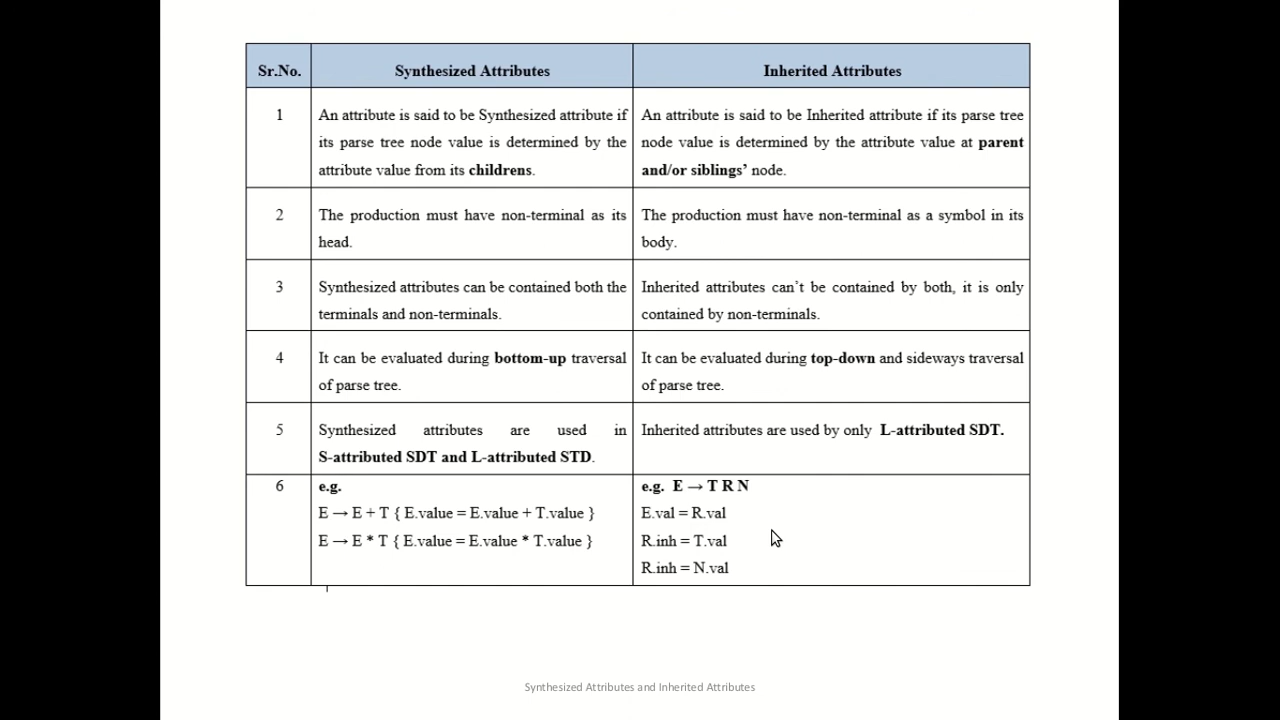 Sr.No. Synthesized Attributes Inherited Attributes
1 An attribute is said to be Synthesized attribute if An attribute is said to be Inherited attribute if its parse tree
its parse tree node value is determined by the node value is determined by the attribute value at parent
attribute value from its childrens. and/or siblings’ node.
2 The production must have non-terminal as its The production must have non-terminal as a symbol in its
head. body.
3 Synthesized attributes can be contained both the Inherited attributes can’t be contained by both, it is only
terminals and non-terminals. contained by non-terminals.
4 It can be evaluated during bottom-up traversal It can be evaluated during top-down and sideways traversal
of parse tree. of parse tree.
5 Synthesized attributes are used in Inherited attributes are used by only L-attributed SDT.
S-attributed SDT and L-attributed STD.
6 e.g. e.g. E → T R N
E → E + T { E.value = E.value + T.value } E.val = R.val
E → E * T { E.value = E.value * T.value } R.inh = T.val
R.inh = N.val
Synthesized Attributes and Inherited Attributes